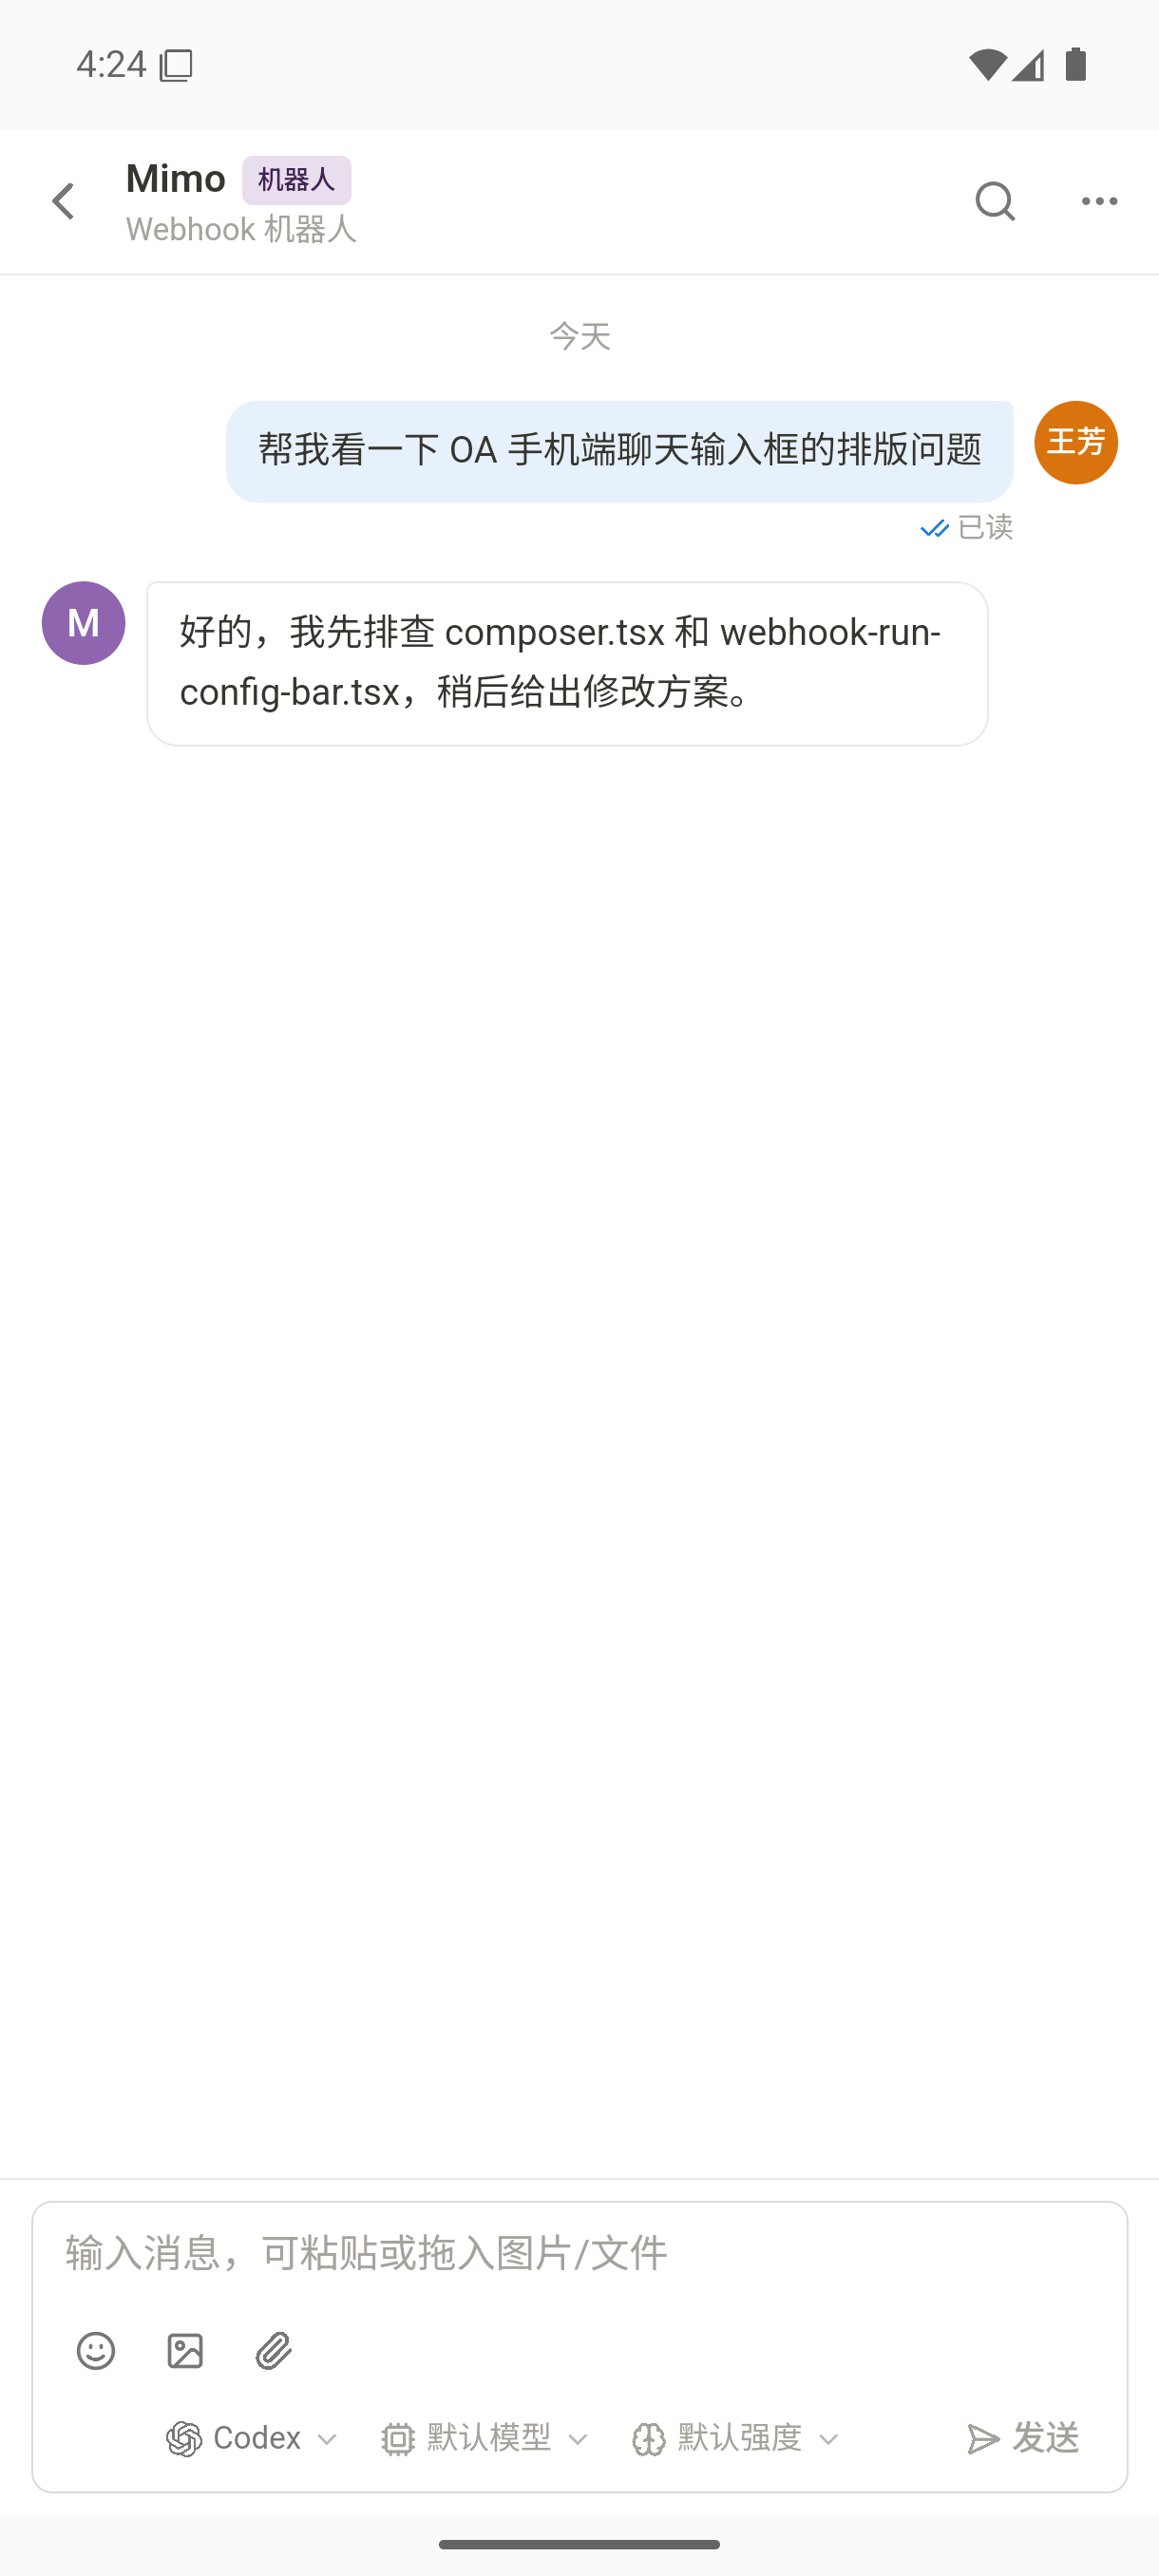 4:24
Mimo 机器人
Webhook 机器人
今天
帮我看一下 OA 手机端聊天输入框的排版问题
王芳
已读
M
好的，我先排查 composer.tsx 和 webhook-run-
config-bar.tsx，稍后给出修改方案。
输入消息，可粘贴或拖入图片/文件
Codex 默认模型 默认强度 发送